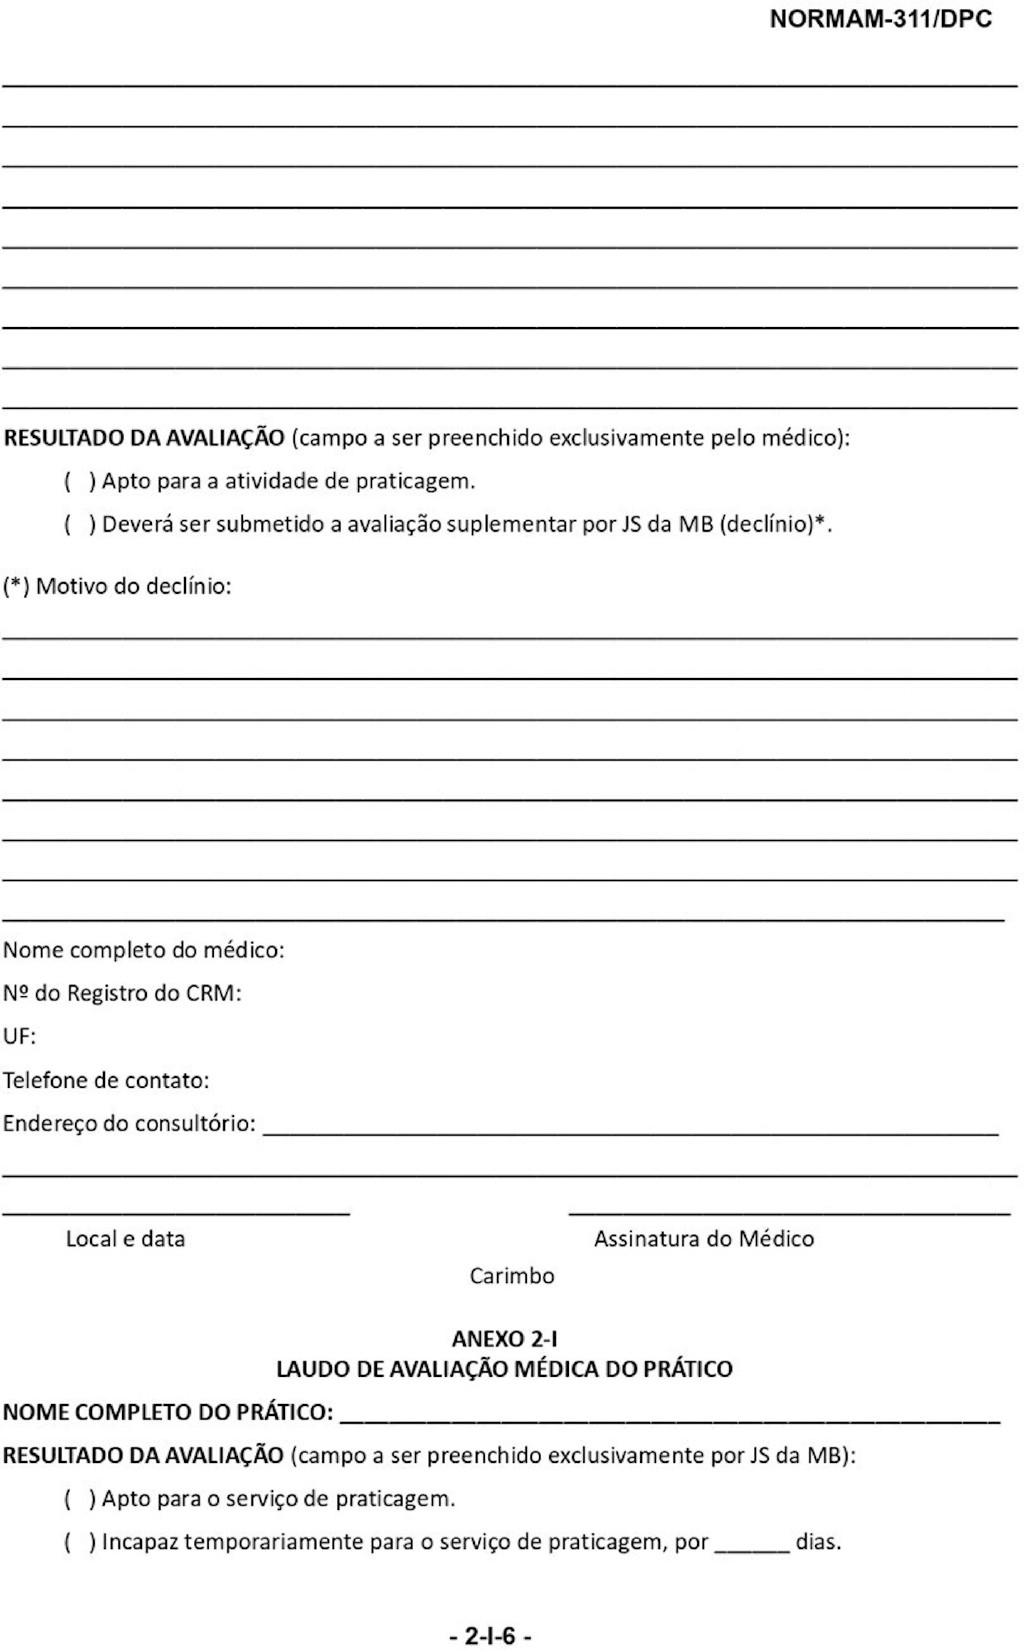 NORMAM-311/DPC
RESULTADO DA AVALIAÇÃO (campo a ser preenchido exclusivamente pelo médico):
( ) Apto para a atividade de praticagem.
( ) Deverá ser submetido a avaliação suplementar por JS da MB (declínio)*.
(*) Motivo do declínio:
Nome completo do médico:
Nº do Registro do CRM:
UF:
Telefone de contato:
Endereço do consultório: ____
Local e data Assinatura do Médico
Carimbo
ANEXO 2-I
LAUDO DE AVALIAÇÃO MÉDICA DO PRÁTICO
NOME COMPLETO DO PRÁTICO: ____
RESULTADO DA AVALIAÇÃO (campo a ser preenchido exclusivamente por JS da MB):
( ) Apto para o serviço de praticagem.
( ) Incapaz temporariamente para o serviço de praticagem, por ______ dias.
- 2-I-6 -